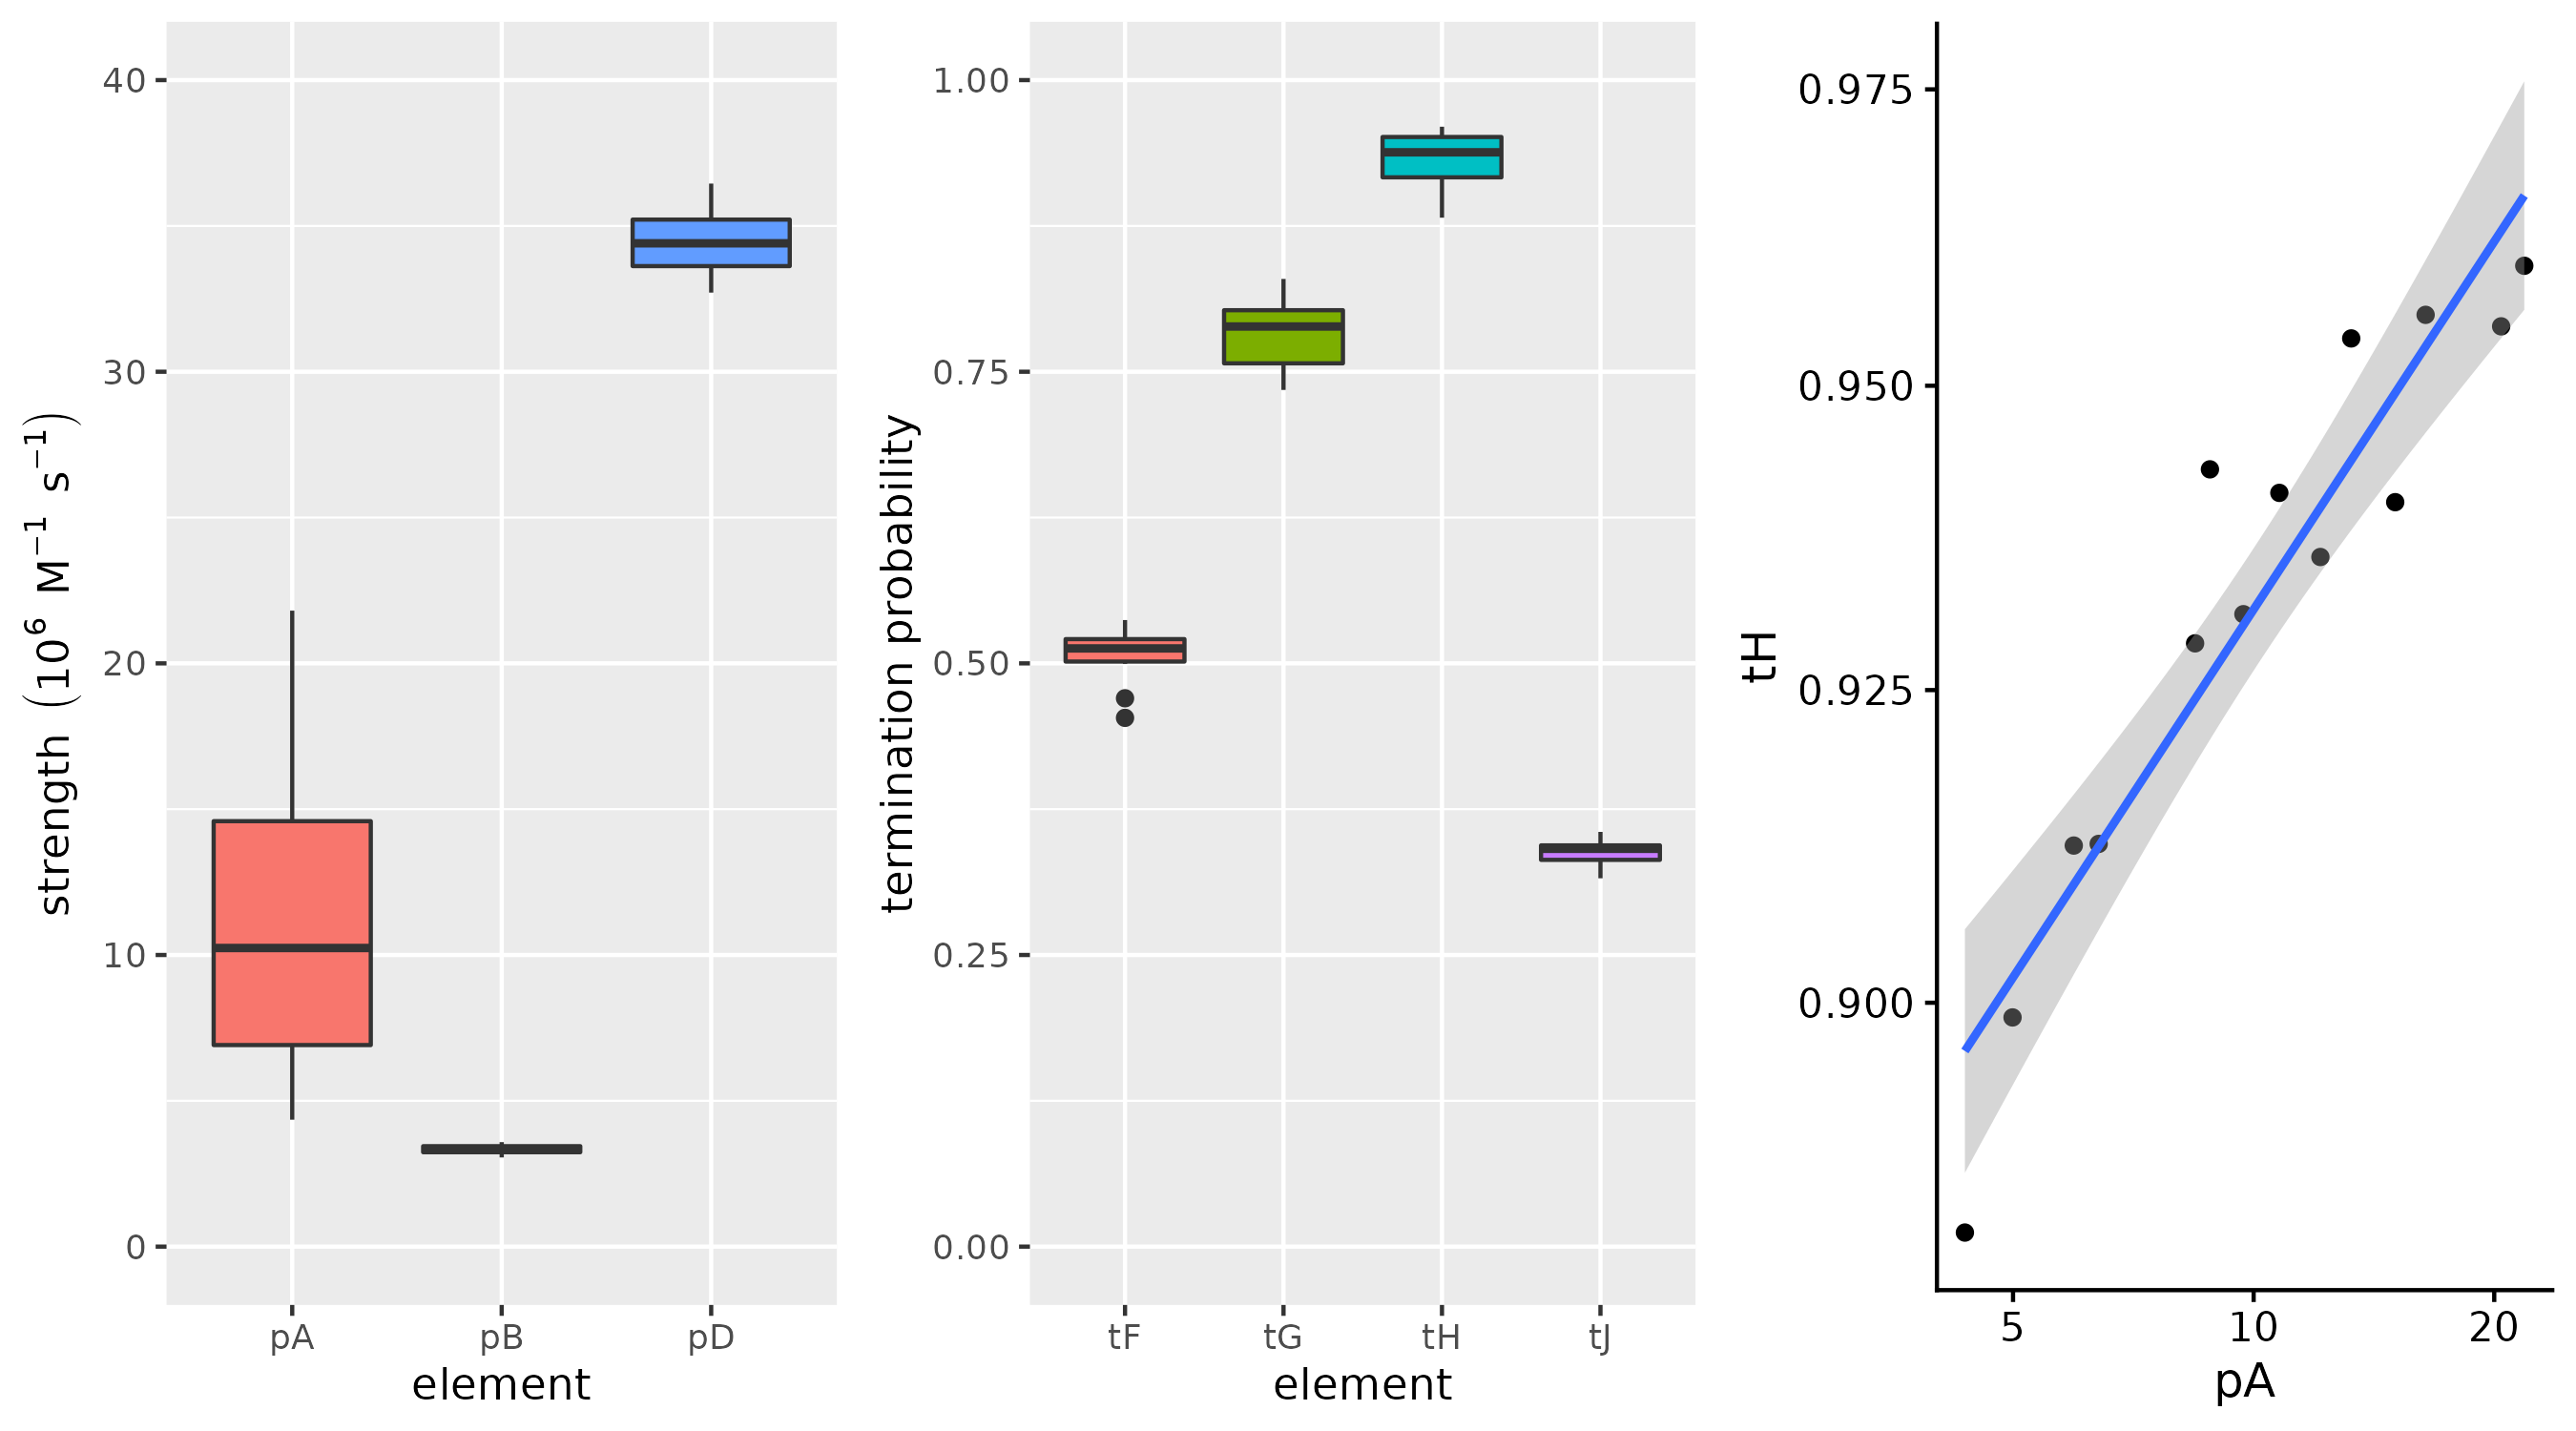 strength (10⁶ M⁻¹ s⁻¹)
40
30
20
10
0
pA pB pD
element
termination probability
1.00
0.75
0.50
0.25
0.00
tF tG tH tJ
element
tH
0.975
0.950
0.925
0.900
5 10 20
pA